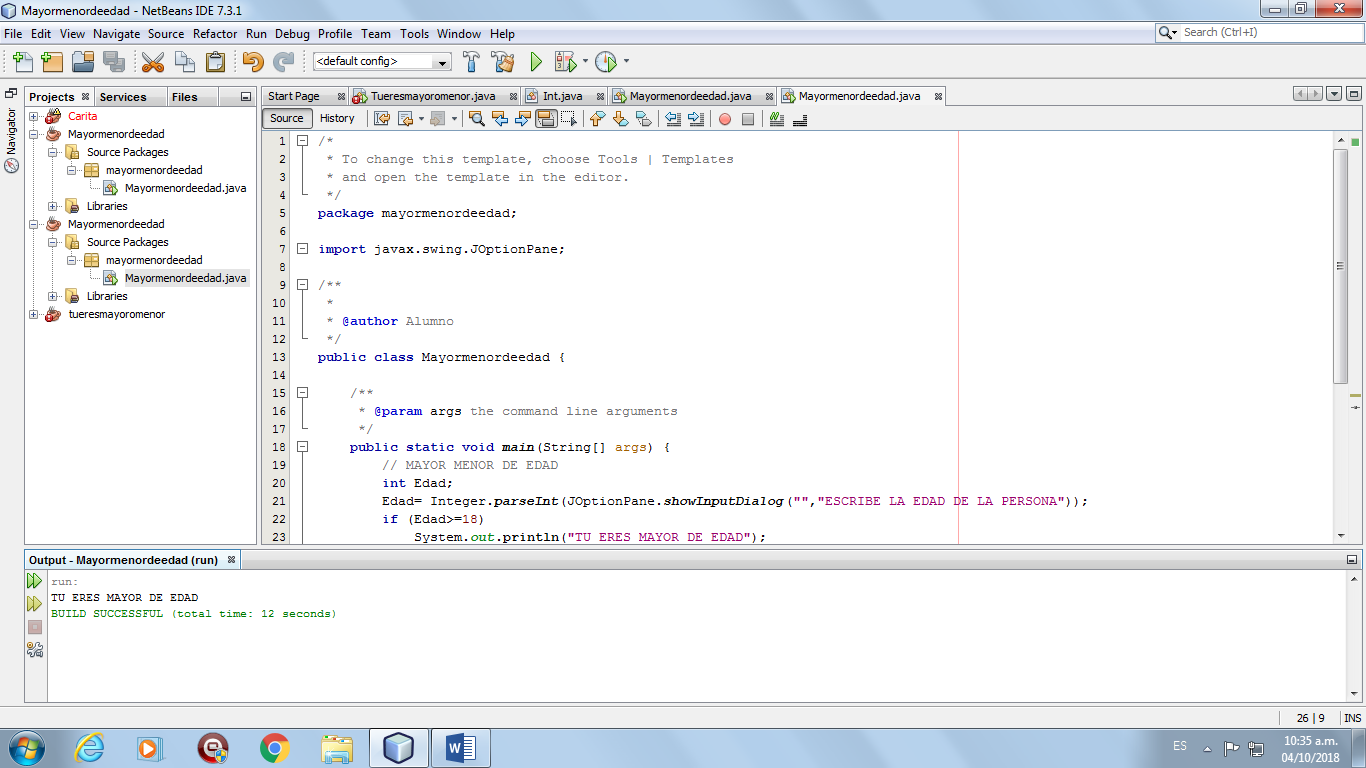 Mayormenordeedad - NetBeans IDE 7.3.1
File Edit View Navigate Source Refactor Run Debug Profile Team Tools Window Help
Search (Ctrl+I)
<default config>
Navigator
Projects Services Files
Carita
Mayormenordeedad
Source Packages
mayormenordeedad
Mayormenordeedad.java
Libraries
Mayormenordeedad
Source Packages
mayormenordeedad
Mayormenordeedad.java
Libraries
tueresmayoromenor
Start Page Tueresmayoromenor.java Int.java Mayormenordeedad.java Mayormenordeedad.java
Source History
1 /*
2 * To change this template, choose Tools | Templates
3 * and open the template in the editor.
4 */
5 package mayormenordeedad;
6
7 import javax.swing.JOptionPane;
8
9 /**
10 *
11 * @author Alumno
12 */
13 public class Mayormenordeedad {
14
15 /**
16 * @param args the command line arguments
17 */
18 public static void main(String[] args) {
19 // MAYOR MENOR DE EDAD
20 int Edad;
21 Edad= Integer.parseInt(JOptionPane.showInputDialog("","ESCRIBE LA EDAD DE LA PERSONA"));
22 if (Edad>=18)
23 System.out.println("TU ERES MAYOR DE EDAD");
Output - Mayormenordeedad (run)
run:
TU ERES MAYOR DE EDAD
BUILD SUCCESSFUL (total time: 12 seconds)
26 | 9 INS
ES
10:35 a.m.
04/10/2018